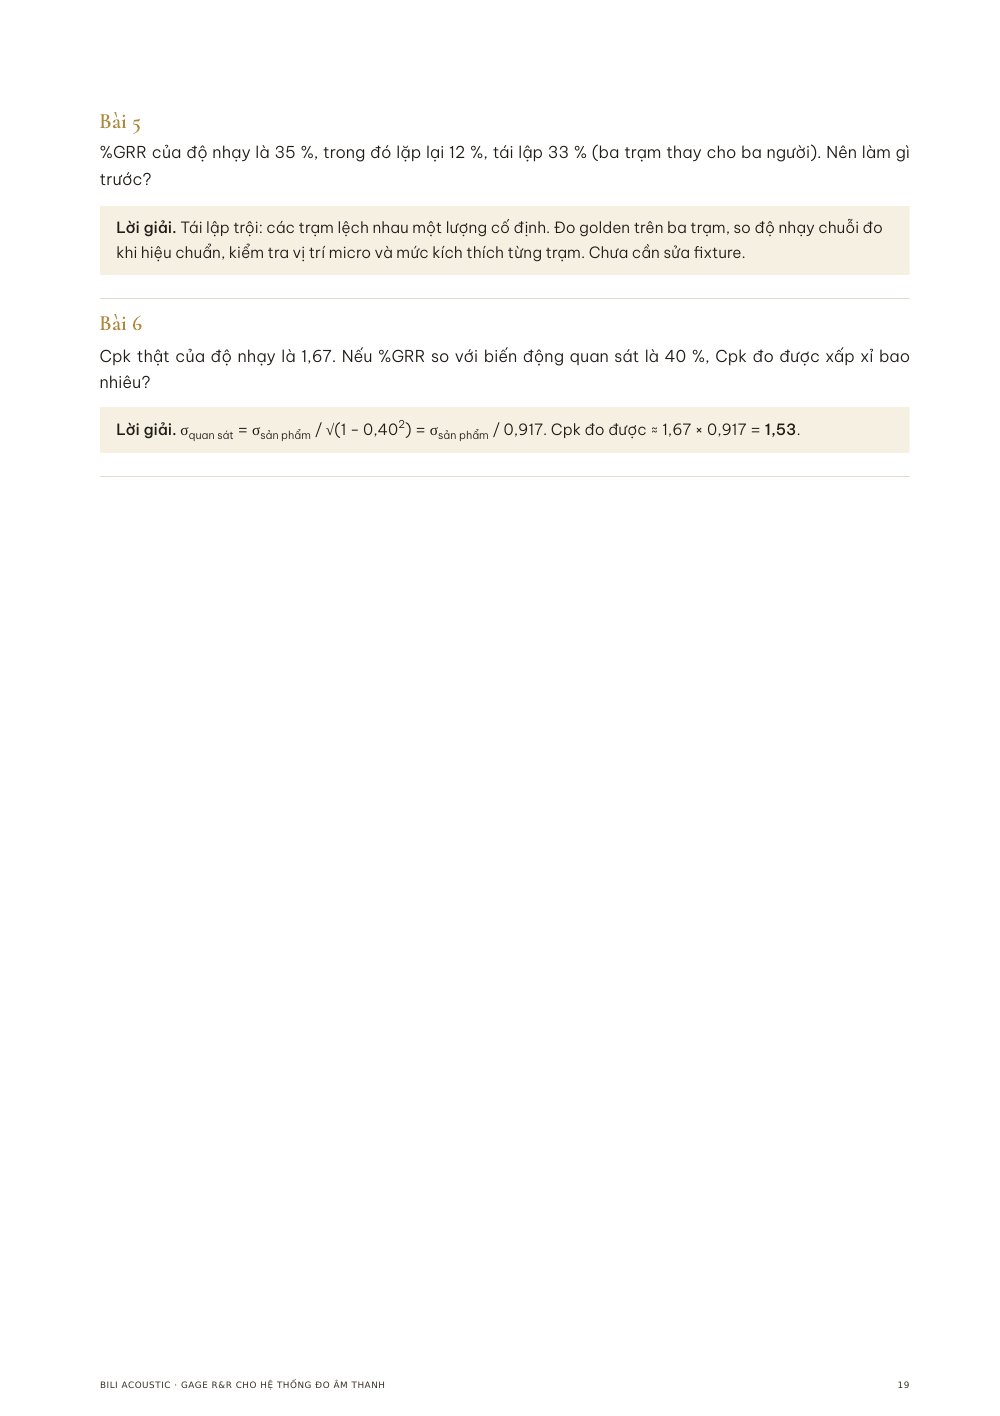 Bài 5
%GRR của độ nhạy là 35 %, trong đó lặp lại 12 %, tái lập 33 % (ba trạm thay cho ba người). Nên làm gì
trước?
Lời giải. Tái lập trội: các trạm lệch nhau một lượng cố định. Đo golden trên ba trạm, so độ nhạy chuỗi đo
khi hiệu chuẩn, kiểm tra vị trí micro và mức kích thích từng trạm. Chưa cần sửa fixture.
Bài 6
Cpk thật của độ nhạy là 1,67. Nếu %GRR so với biến động quan sát là 40 %, Cpk đo được xấp xỉ bao
nhiêu?
Lời giải. σquan sát = σsản phẩm / √(1 – 0,40²) = σsản phẩm / 0,917. Cpk đo được ≈ 1,67 × 0,917 = 1,53.
BILI ACOUSTIC · GAGE R&R CHO HỆ THỐNG ĐO ÂM THANH
19